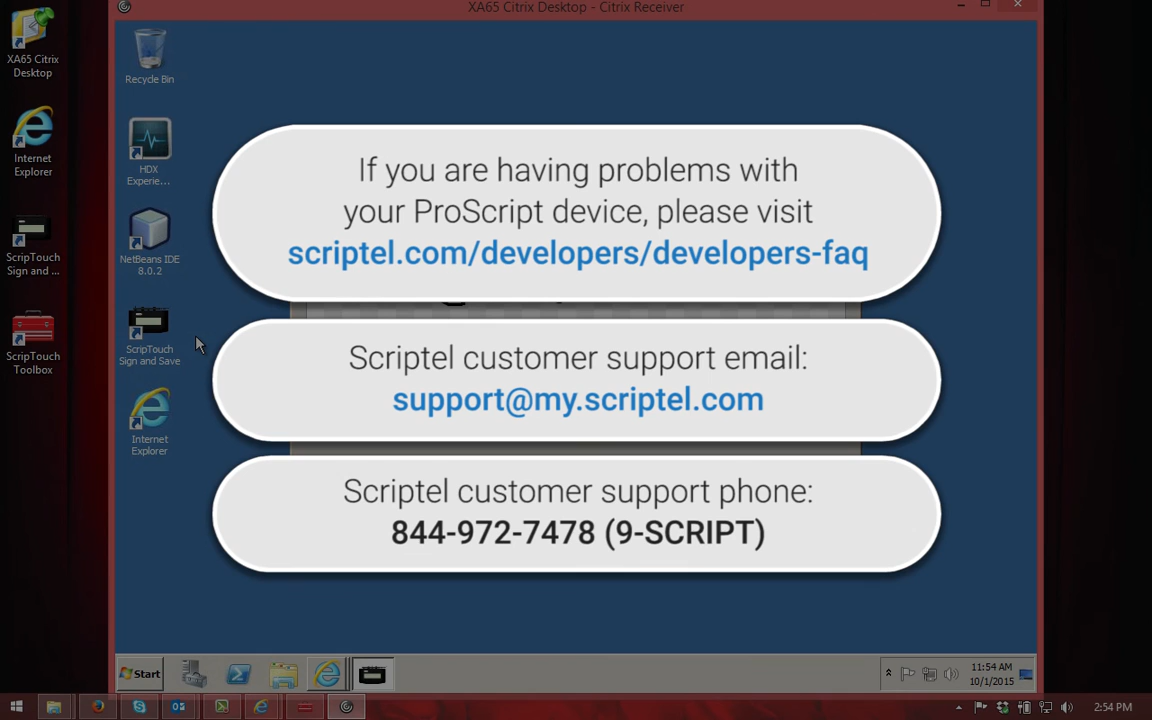 XA65 Citrix Desktop - Citrix Receiver
XA65 Citrix
Desktop
Internet
Explorer
ScripTouch
Sign and ...
ScripTouch
Toolbox
Recycle Bin
HDX
Experie...
NetBeans IDE
8.0.2
ScripTouch
Sign and Save
Internet
Explorer
If you are having problems with
your ProScript device, please visit
scriptel.com/developers/developers-faq
Scriptel customer support email:
support@my.scriptel.com
Scriptel customer support phone:
844-972-7478 (9-SCRIPT)
Start
11:54 AM
10/1/2015
2:54 PM